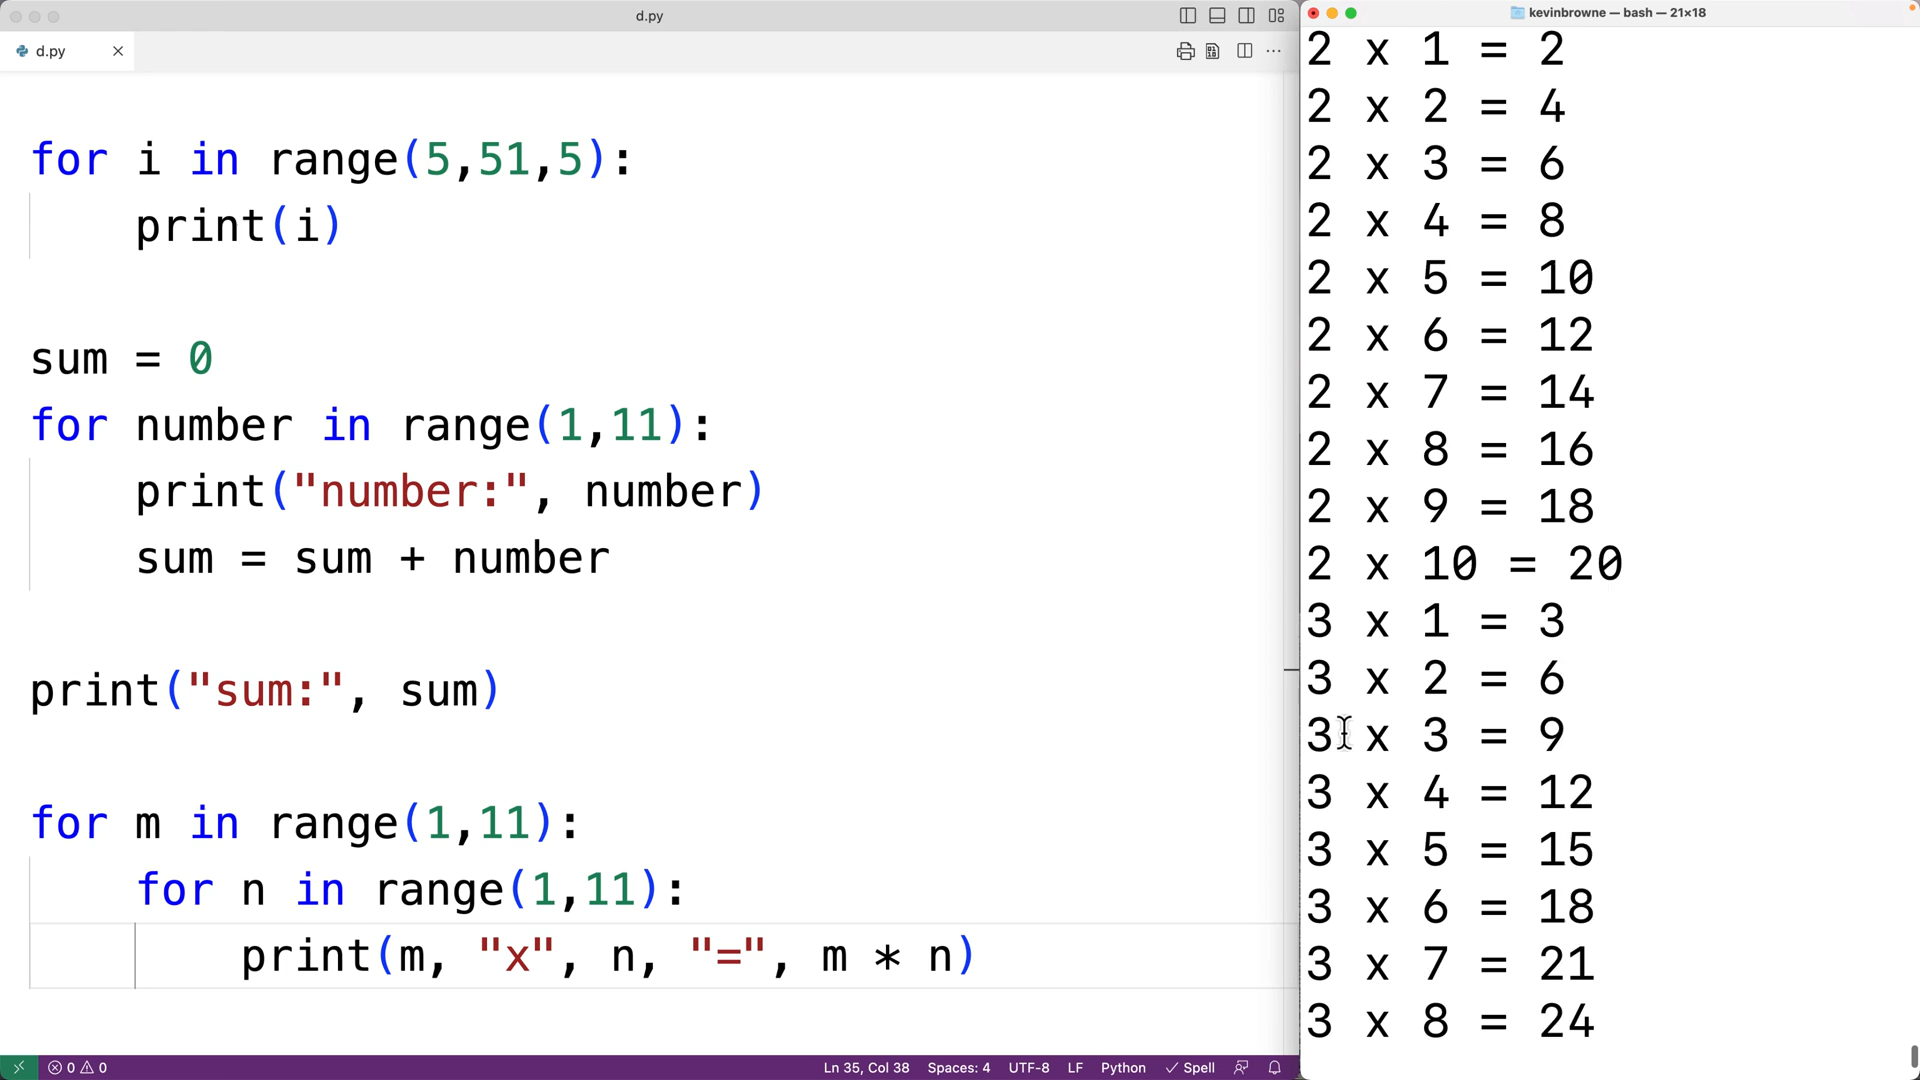 d.py
d.py
for i in range(5,51,5):
print(i)
sum = 0
for number in range(1,11):
print("number:", number)
sum = sum + number
print("sum:", sum)
for m in range(1,11):
for n in range(1,11):
print(m, "x", n, "=", m * n)
0 0
Ln 35, Col 38
Spaces: 4
UTF-8
LF
Python
Spell
kevinbrowne — bash — 21×18
2 x 1 = 2
2 x 2 = 4
2 x 3 = 6
2 x 4 = 8
2 x 5 = 10
2 x 6 = 12
2 x 7 = 14
2 x 8 = 16
2 x 9 = 18
2 x 10 = 20
3 x 1 = 3
3 x 2 = 6
3 x 3 = 9
3 x 4 = 12
3 x 5 = 15
3 x 6 = 18
3 x 7 = 21
3 x 8 = 24